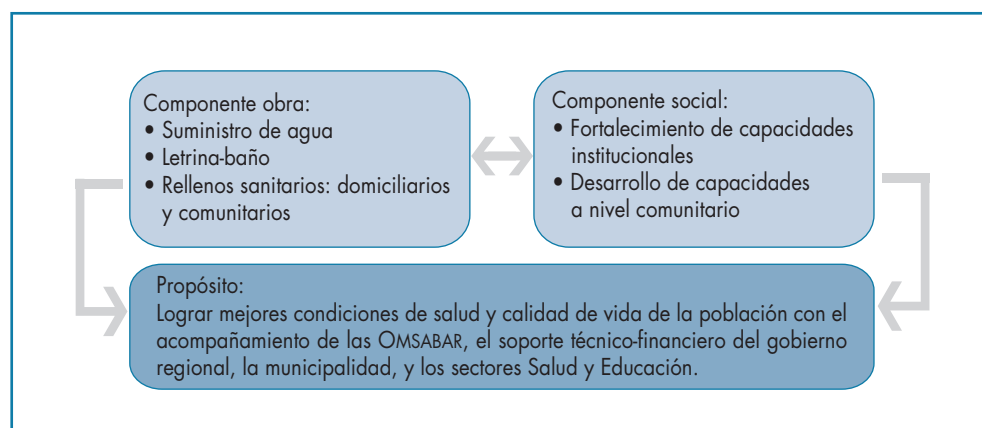 Componente obra:
• Suministro de agua
• Letrina-baño
• Rellenos sanitarios: domiciliarios
y comunitarios
Componente social:
• Fortalecimiento de capacidades
institucionales
• Desarrollo de capacidades
a nivel comunitario
Propósito:
Lograr mejores condiciones de salud y calidad de vida de la población con el
acompañamiento de las OMSABAR, el soporte técnico-financiero del gobierno
regional, la municipalidad, y los sectores Salud y Educación.